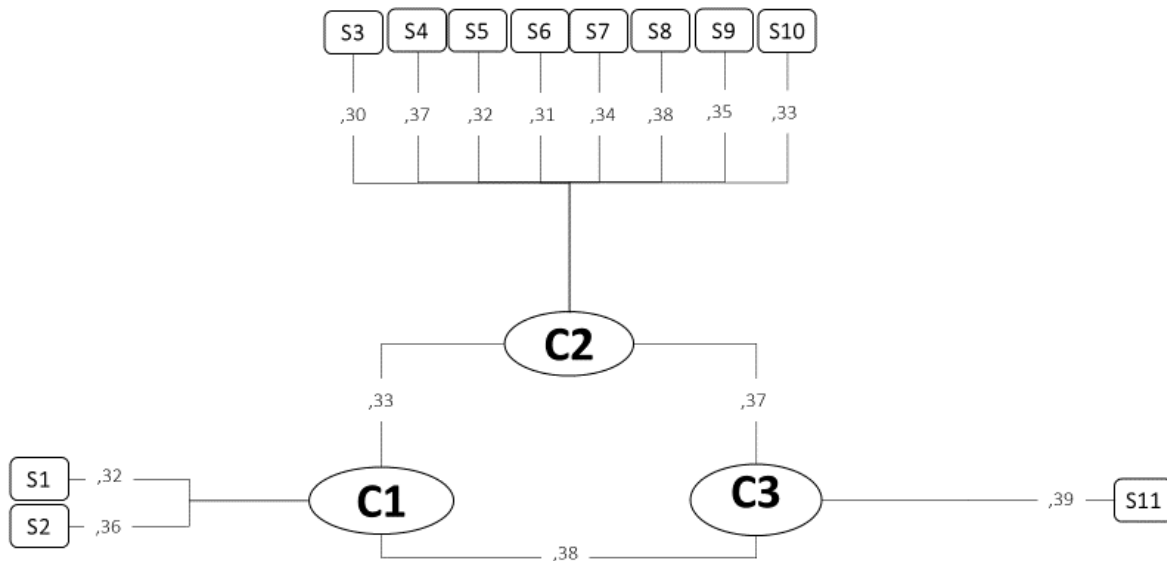 S3 S4 S5 S6 S7 S8 S9 S10
,30 ,37 ,32 ,31 ,34 ,38 ,35 ,33
C2
,33 ,37
S1 ,32
C1 C3
,39 S11
S2 ,36
,38